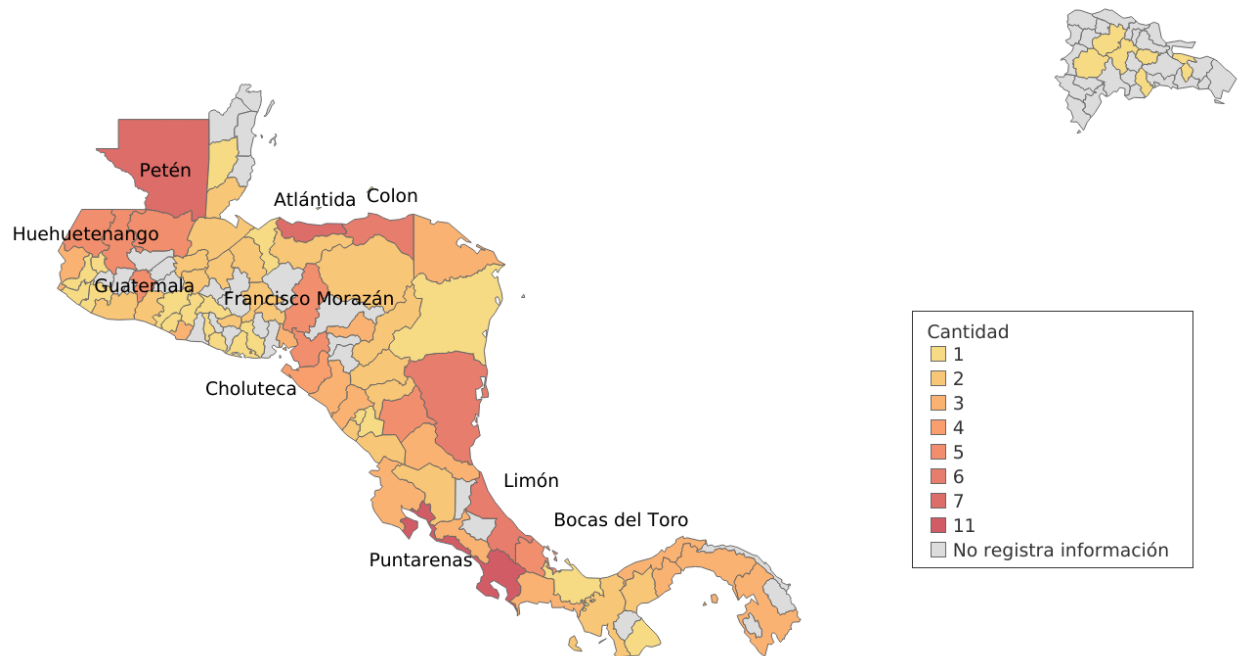 Petén
Atlántida
Colon
Huehuetenango
Guatemala
Francisco Morazán
Choluteca
Limón
Bocas del Toro
Puntarenas
Cantidad
1
2
3
4
5
6
7
11
No registra información